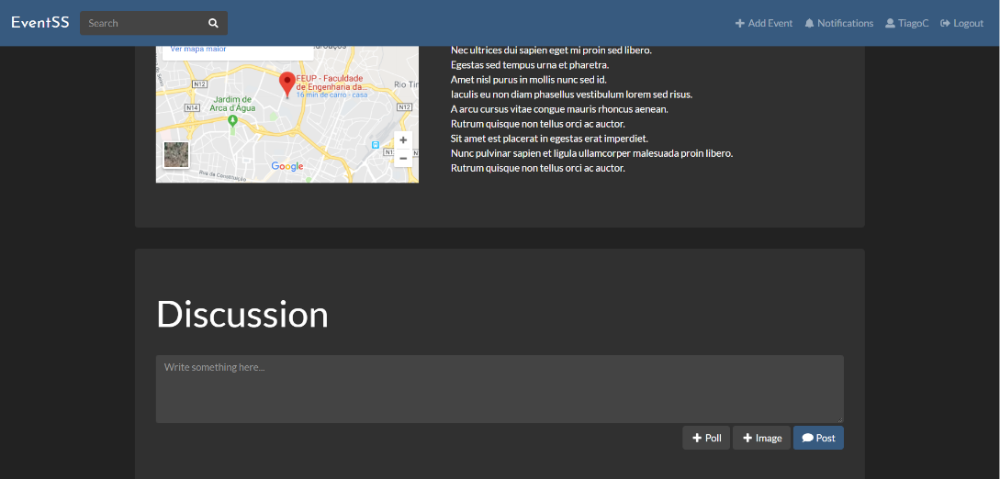 EventSS
Search
Add Event
Notifications
TiagoC
Logout
Ver mapa maior
N12
FEUP - Faculdade
de Engenharia da...
16 min de carro - casa
Rio Tin
N14
Jardim de
Arca d'Água
N12
Rua da Constituição
Google
Nec ultrices dui sapien eget mi proin sed libero.
Egestas sed tempus urna et pharetra.
Amet nisl purus in mollis nunc sed id.
Iaculis eu non diam phasellus vestibulum lorem sed risus.
A arcu cursus vitae congue mauris rhoncus aenean.
Rutrum quisque non tellus orci ac auctor.
Sit amet est placerat in egestas erat imperdiet.
Nunc pulvinar sapien et ligula ullamcorper malesuada proin libero.
Rutrum quisque non tellus orci ac auctor.
Discussion
Write something here...
Poll
Image
Post